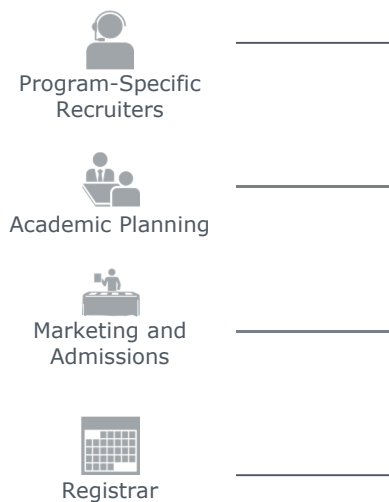 Program-Specific
Recruiters
Academic Planning
Marketing and
Admissions
Registrar